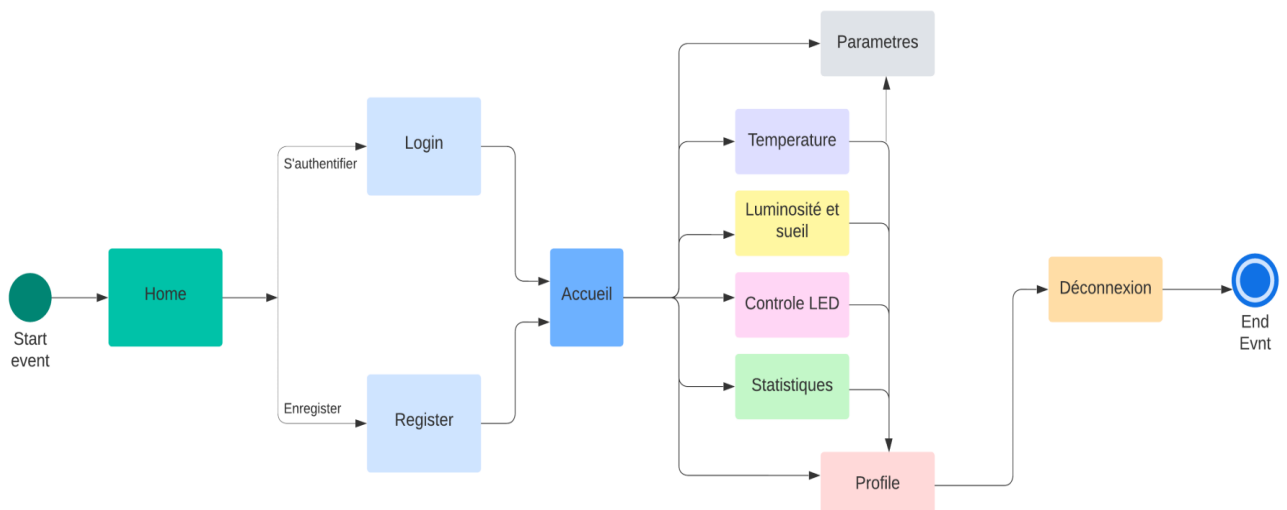 Start
event
Home
S'authentifier
Enregister
Login
Register
Accueil
Parametres
Temperature
Luminosité et
sueil
Controle LED
Statistiques
Profile
Déconnexion
End
Evnt